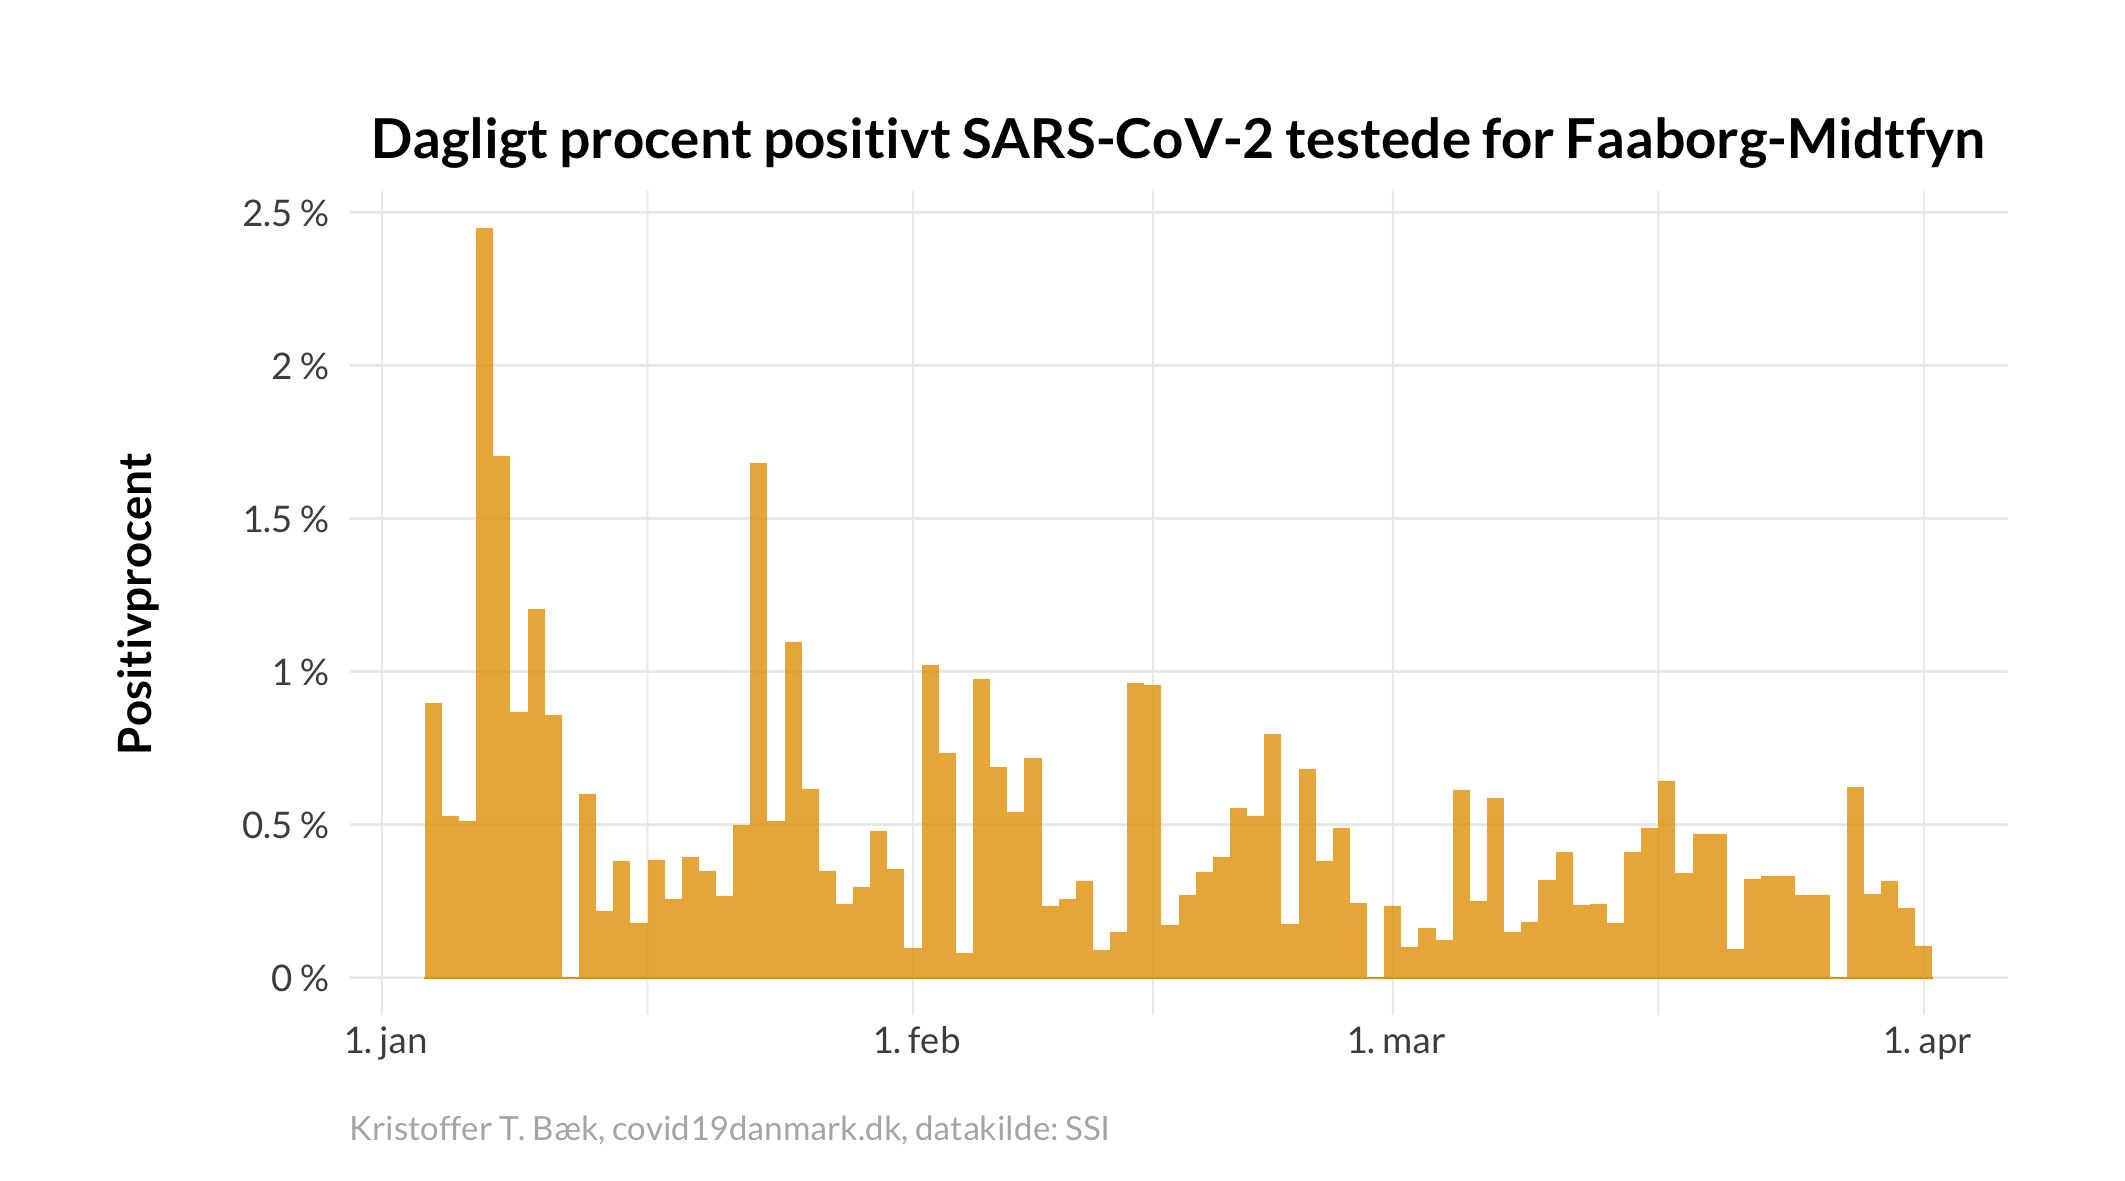 Dagligt procent positivt SARS-CoV-2 testede for Faaborg-Midtfyn
Positivprocent
2.5 %
2 %
1.5 %
1 %
0.5 %
0 %
1. jan
1. feb
1. mar
1. apr
Kristoffer T. Bæk, covid19danmark.dk, datakilde: SSI